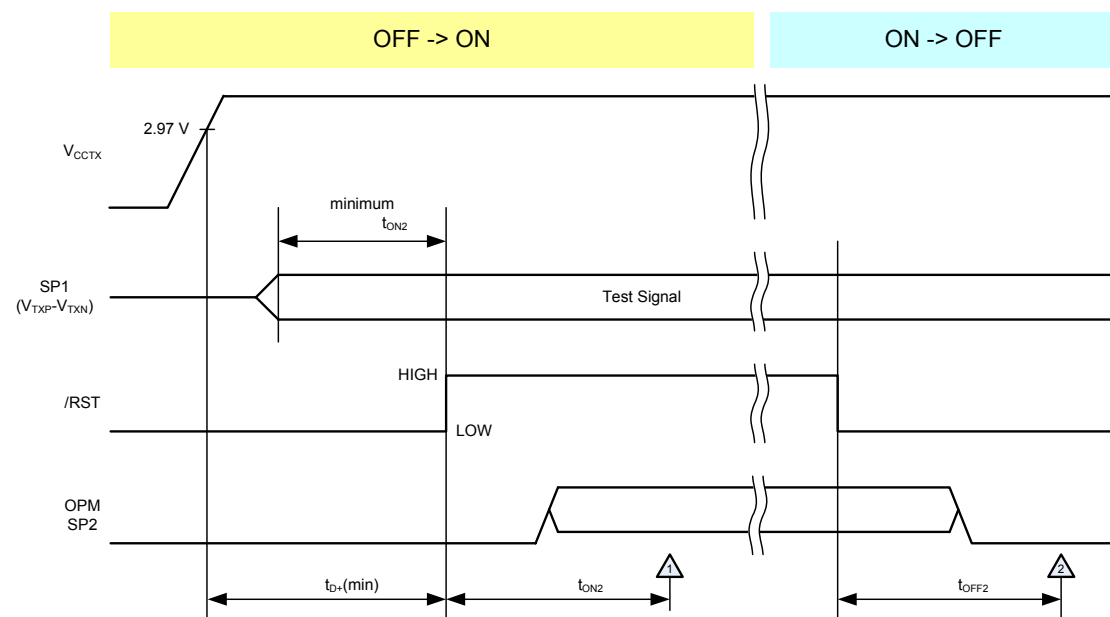 OFF -> ON
ON -> OFF
2.97 V
VCCTX
minimum
tON2
SP1
(VTXP-VTXN)
Test Signal
HIGH
/RST
LOW
OPM
SP2
1
2
tD+(min)
tON2
tOFF2